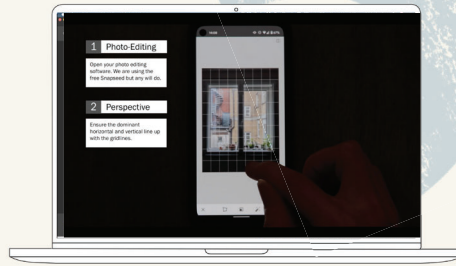 1 Photo-Editing
Open your photo editing
software. We are using the
free Snapseed but any will do.
2 Perspective
Ensure the dominant
horizontal and vertical line up
with the gridlines.